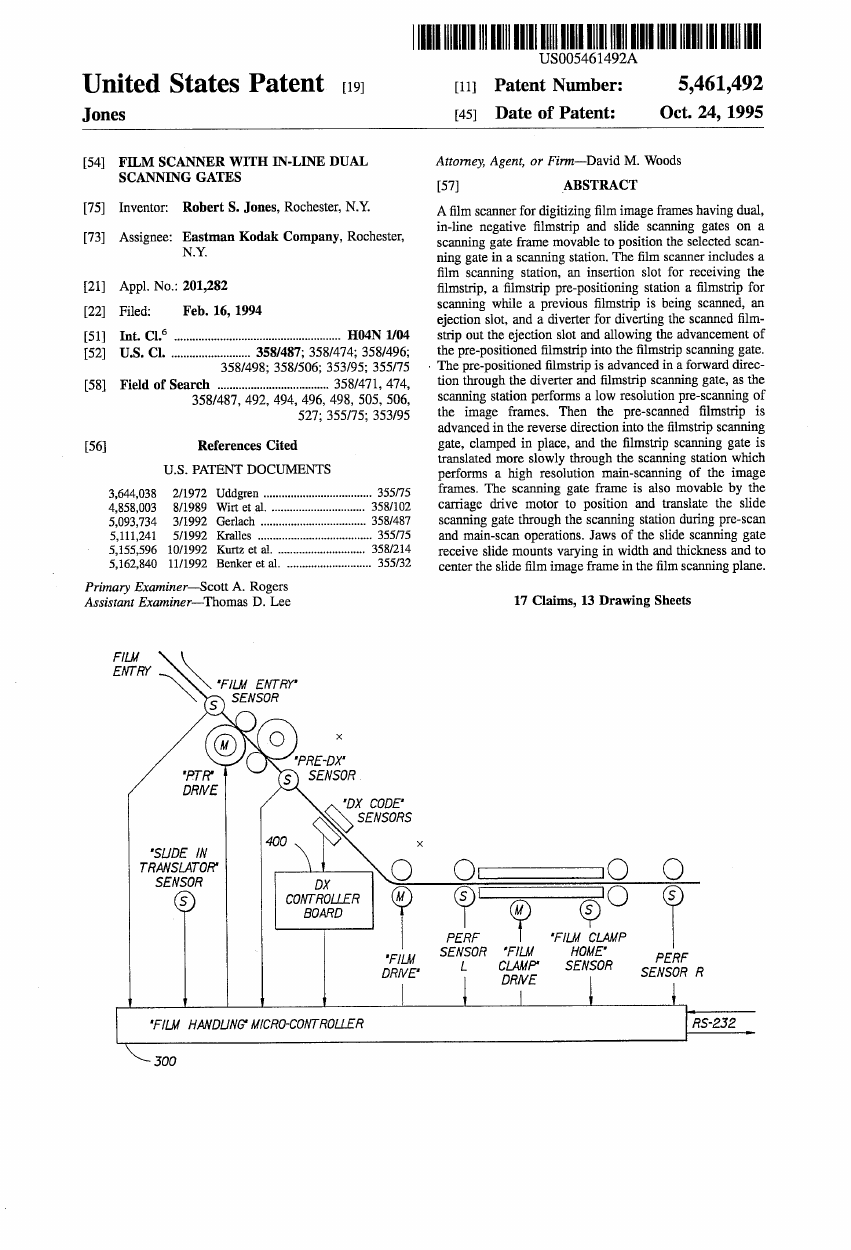 US005461492A
United States Patent [19]
Jones
[11] Patent Number: 5,461,492
[45] Date of Patent: Oct. 24, 1995
[54] FILM SCANNER WITH IN-LINE DUAL
SCANNING GATES
[75] Inventor: Robert S. Jones, Rochester, N.Y.
[73] Assignee: Eastman Kodak Company, Rochester,
N.Y.
[21] Appl. No.: 201,282
[22] Filed: Feb. 16, 1994
[51] Int. Cl.6 ........................................ H04N 1/04
[52] U.S. Cl. .......................... 358/487; 358/474; 358/496;
358/498; 358/506; 353/95; 355/75
[58] Field of Search .................................... 358/471, 474,
358/487, 492, 494, 496, 498, 505, 506,
527; 355/75; 353/95
[56] References Cited
U.S. PATENT DOCUMENTS
3,644,038 2/1972 Uddgren .................................... 355/75
4,858,003 8/1989 Wirt et al. ............................... 358/102
5,093,734 3/1992 Gerlach ................................... 358/487
5,111,241 5/1992 Kralles ...................................... 355/75
5,155,596 10/1992 Kurtz et al. ............................. 358/214
5,162,840 11/1992 Benker et al. ............................ 355/32
Primary Examiner—Scott A. Rogers
Assistant Examiner—Thomas D. Lee
Attorney, Agent, or Firm—David M. Woods
[57] ABSTRACT
A film scanner for digitizing film image frames having dual,
in-line negative filmstrip and slide scanning gates on a
scanning gate frame movable to position the selected scan-
ning gate in a scanning station. The film scanner includes a
film scanning station, an insertion slot for receiving the
filmstrip, a filmstrip pre-positioning station a filmstrip for
scanning while a previous filmstrip is being scanned, an
ejection slot, and a diverter for diverting the scanned film-
strip out the ejection slot and allowing the advancement of
the pre-positioned filmstrip into the filmstrip scanning gate.
The pre-positioned filmstrip is advanced in a forward direc-
tion through the diverter and filmstrip scanning gate, as the
scanning station performs a low resolution pre-scanning of
the image frames. Then the pre-scanned filmstrip is
advanced in the reverse direction into the filmstrip scanning
gate, clamped in place, and the filmstrip scanning gate is
translated more slowly through the scanning station which
performs a high resolution main-scanning of the image
frames. The scanning gate frame is also movable by the
carriage drive motor to position and translate the slide
scanning gate through the scanning station during pre-scan
and main-scan operations. Jaws of the slide scanning gate
receive slide mounts varying in width and thickness and to
center the slide film image frame in the film scanning plane.
17 Claims, 13 Drawing Sheets
FILM
ENTRY
"FILM ENTRY"
SENSOR
S
M
x
"PTR"
DRIVE
"PRE-DX"
SENSOR
S
"DX CODE"
SENSORS
400
x
"SLIDE IN
TRANSLATOR"
SENSOR
S
DX
CONTROLLER
BOARD
M
S
M
S
S
"FILM
DRIVE"
PERF
SENSOR
L
"FILM
CLAMP"
DRIVE
"FILM CLAMP
HOME"
SENSOR
PERF
SENSOR R
"FILM HANDLING" MICRO-CONTROLLER
RS-232
300